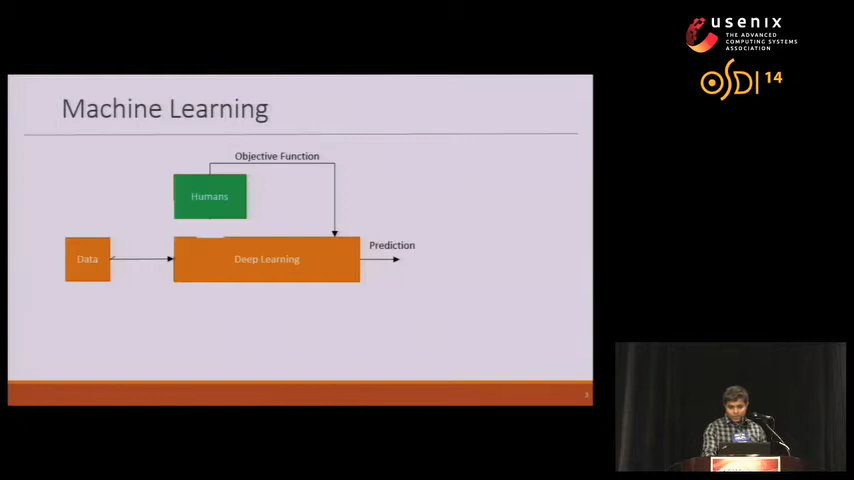 usenix
THE ADVANCED
COMPUTING SYSTEMS
ASSOCIATION
OSDI 14
Machine Learning
Objective Function
Humans
Prediction
Data
Deep Learning